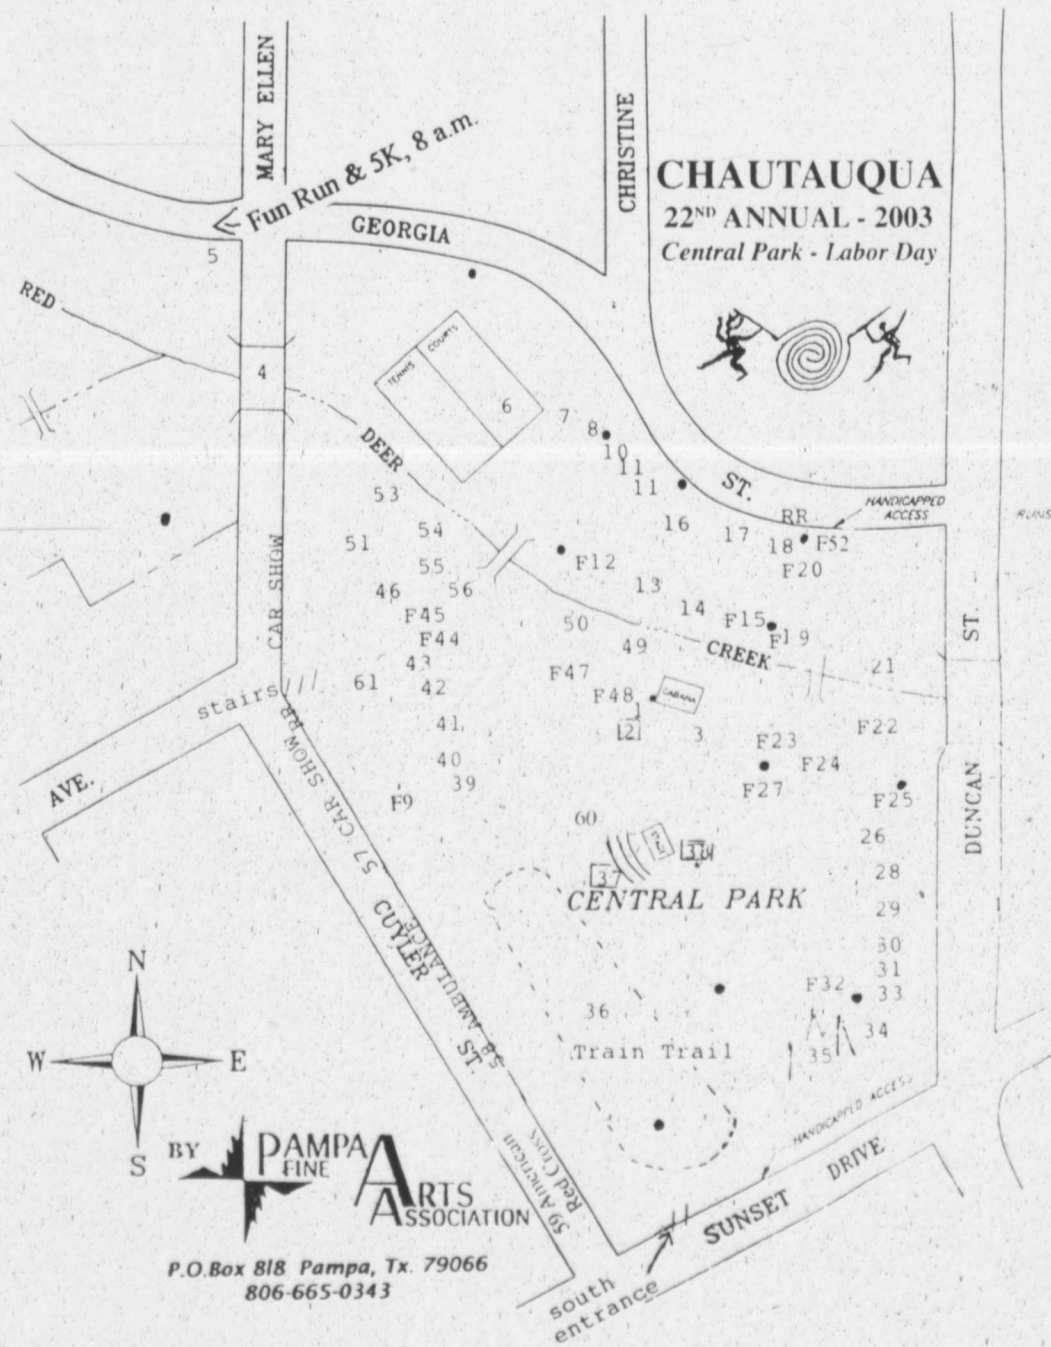 MARY ELLEN
CHRISTINE
Fun Run & 5K, 8 a.m.
CHAUTAUQUA
22ND ANNUAL - 2003
Central Park - Labor Day
GEORGIA
5
RED
4
TENNIS
COURTS
6
7
8
10
11
11
DEER
ST.
HANDICAPPED
ACCESS
RUNS
53
16
17
RR
18
F52
F20
51
54
F12
55
46
56
13
CAR SHOW
F45
14
F15
F19
ST.
F44
50
49
CREEK
21
43
61
42
F47
F48
CABANA
stairs
1
2
3
F22
41
F23
40
F24
39
F27
F25
AVE.
F9
DUNCAN
RR
57 CAR SHOW
60
26
37
28
CENTRAL PARK
29
CUYLER
ST.
58 AMBULANCE
30
31
F32
33
36
34
Train Trail
35
N
W
E
S
HANDICAPPED ACCESS
59 American
Red Cross
SUNSET
DRIVE
south
entrance
BY
PAMPA
FINE
ARTS
ASSOCIATION
P.O.Box 818 Pampa, Tx. 79066
806-665-0343